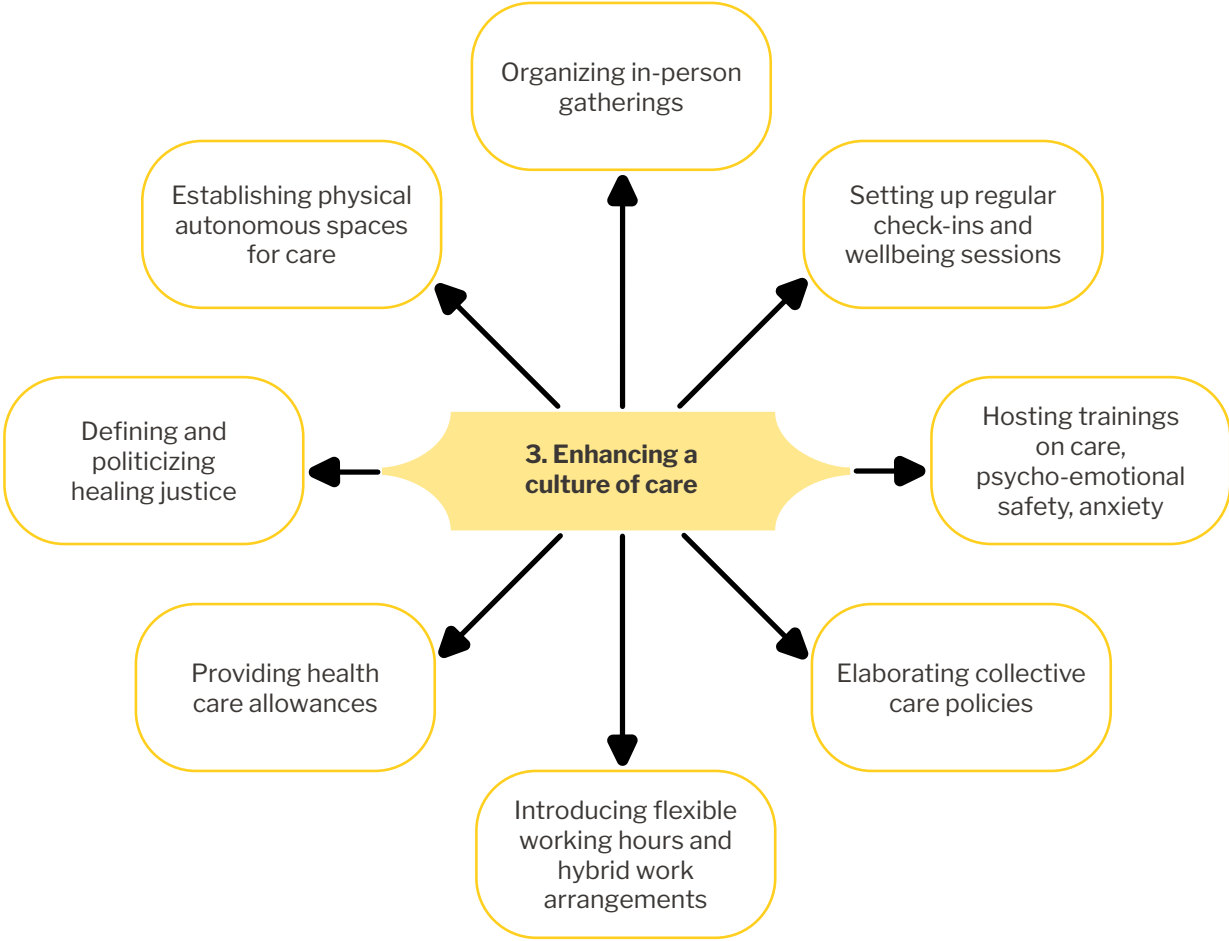 Organizing in-person
gatherings
Establishing physical
autonomous spaces
for care
Setting up regular
check-ins and
wellbeing sessions
Defining and
politicizing
healing justice
3. Enhancing a
culture of care
Hosting trainings
on care,
psycho-emotional
safety, anxiety
Providing health
care allowances
Elaborating collective
care policies
Introducing flexible
working hours and
hybrid work
arrangements